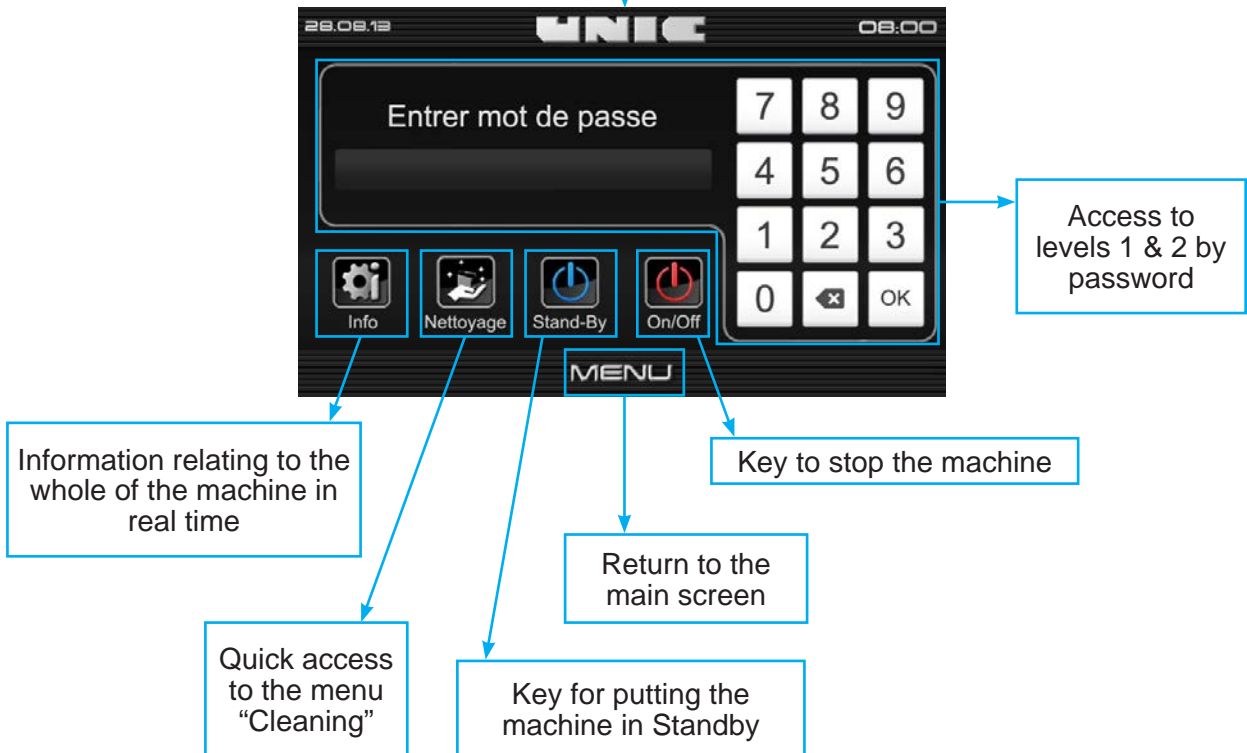 28.08.13 UNIC 08:00
Entrer mot de passe
7 8 9
4 5 6
1 2 3
0 OK
Info Nettoyage Stand-By On/Off
MENU
Access to
levels 1 & 2 by
password
Information relating to the
whole of the machine in
real time
Key to stop the machine
Return to the
main screen
Quick access
to the menu
“Cleaning”
Key for putting the
machine in Standby